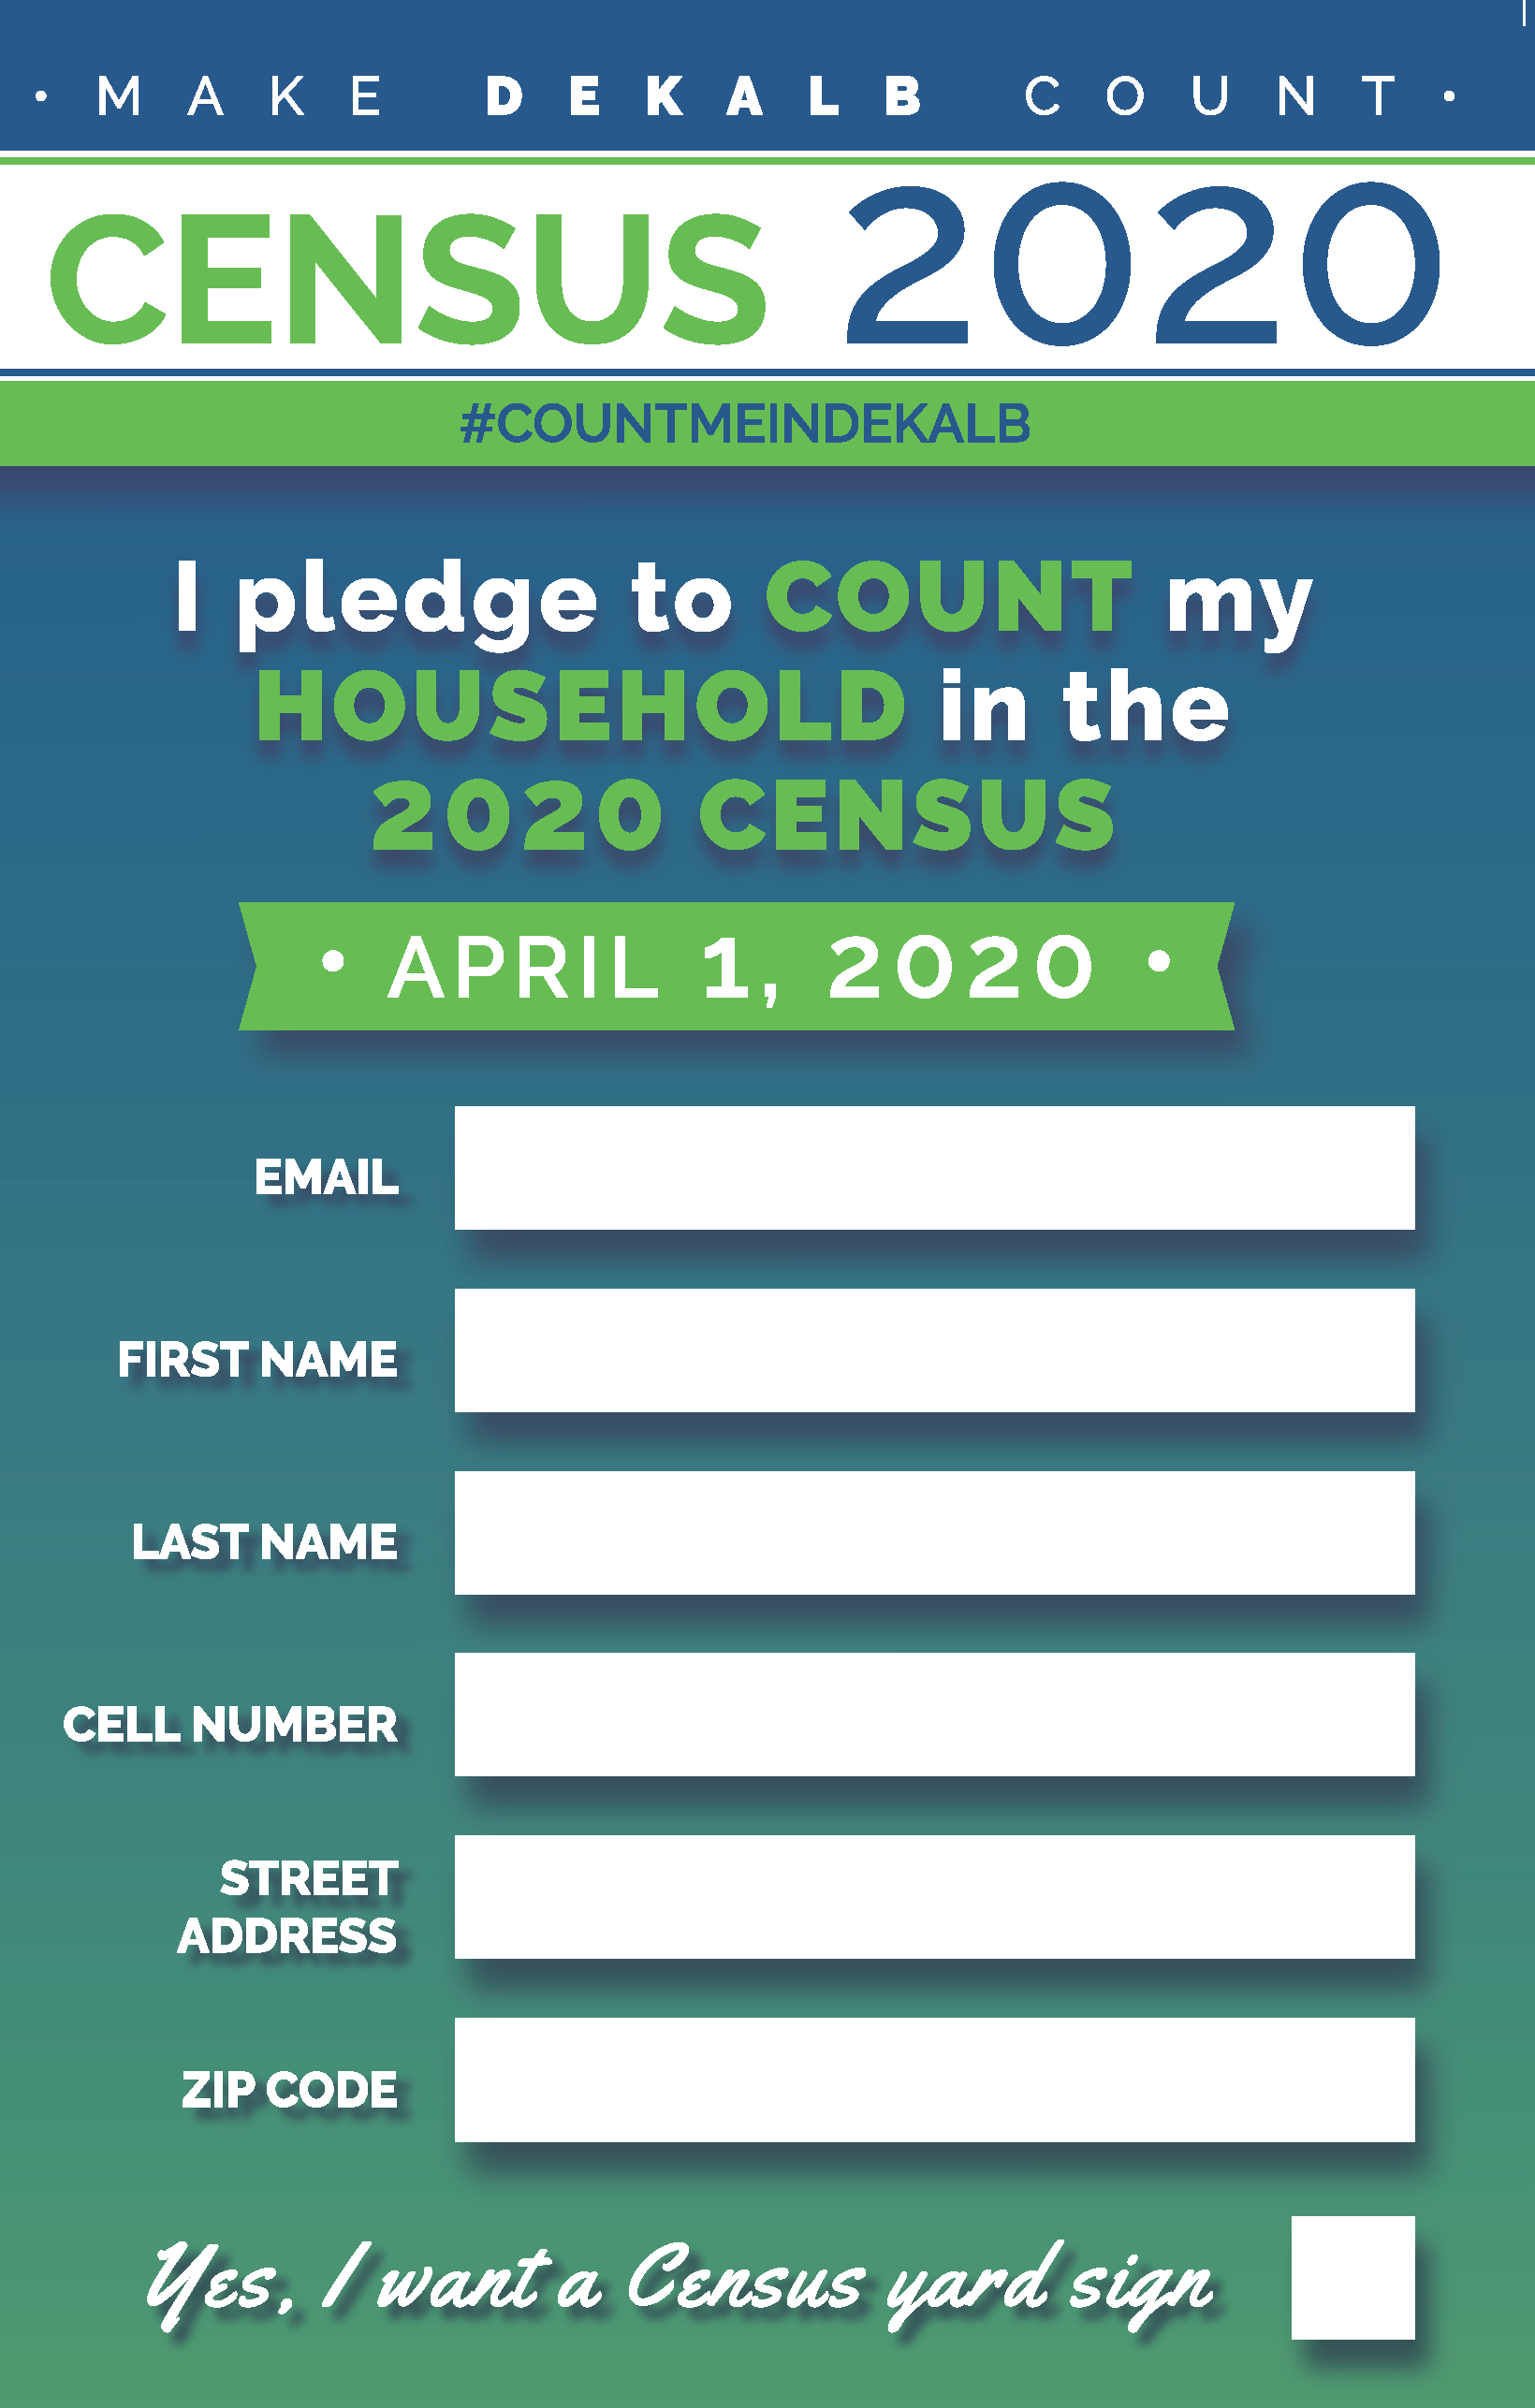 • MAKE DEKALB COUNT •
CENSUS 2020
#COUNTMEINDEKALB
I pledge to COUNT my
HOUSEHOLD in the
2020 CENSUS
• APRIL 1, 2020 •
EMAIL
FIRST NAME
LAST NAME
CELL NUMBER
STREET
ADDRESS
ZIP CODE
Yes, I want a Census yard sign